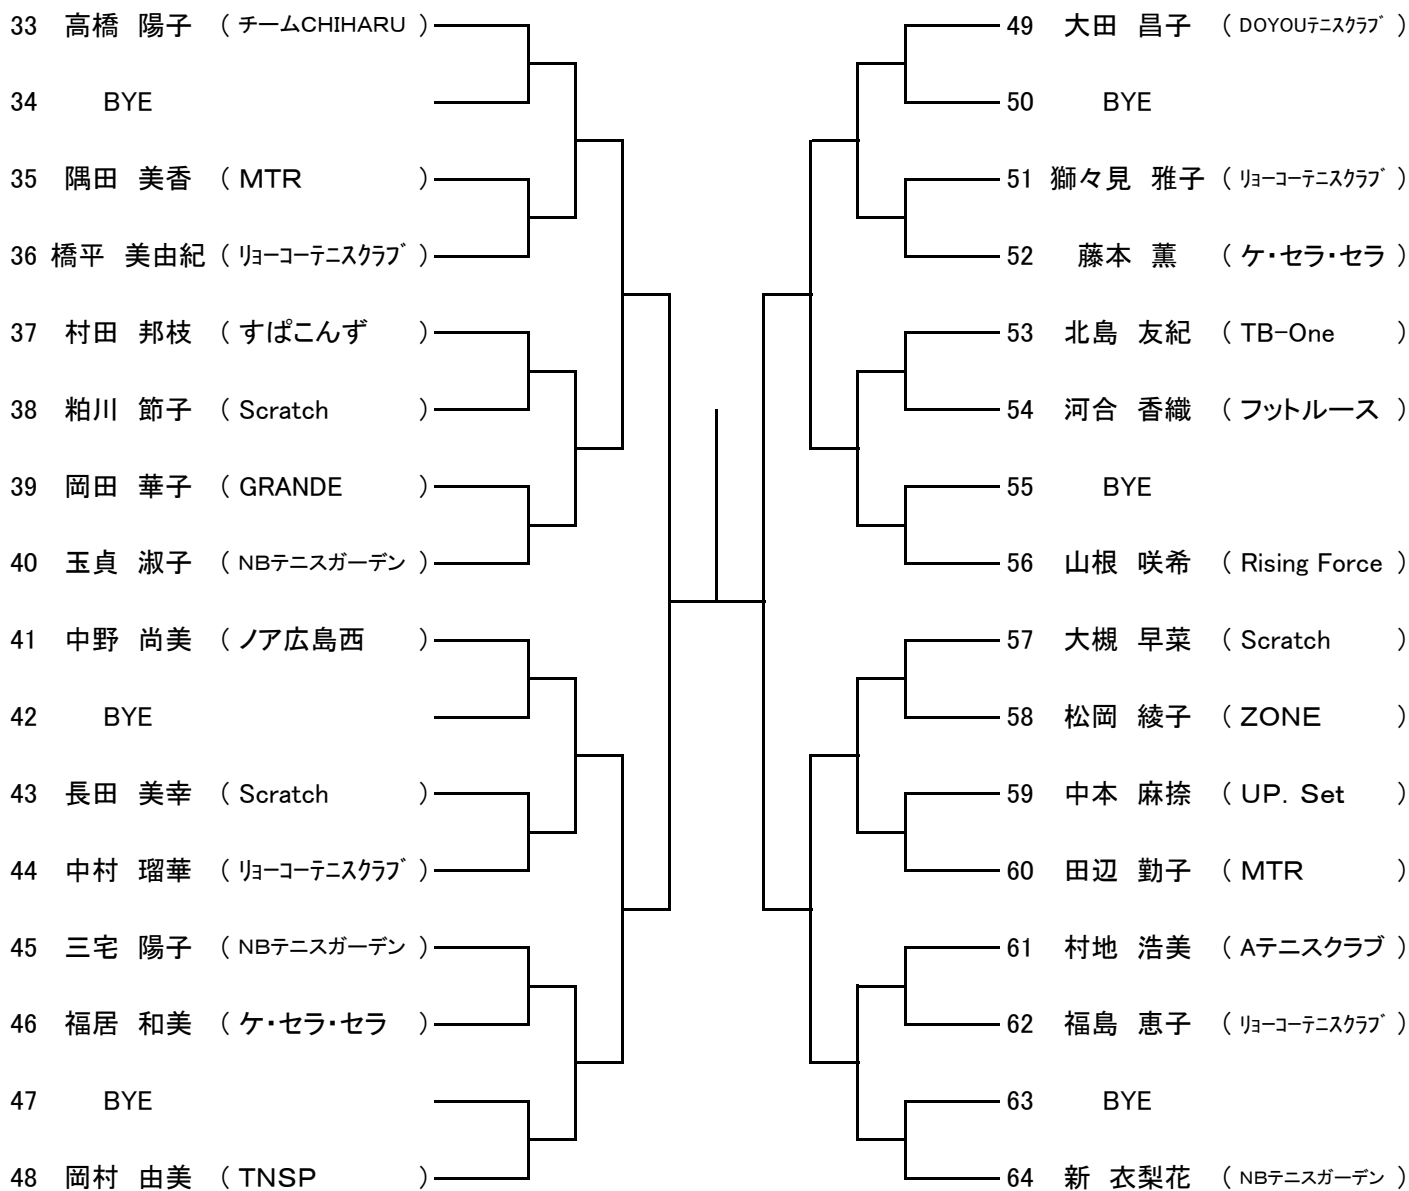 33 高橋 陽子 ( チームCHIHARU )
34 BYE
35 隅田 美香 ( MTR )
36 橋平 美由紀 ( ﾘｮｰｺｰﾃﾆｽｸﾗﾌﾞ )
37 村田 邦枝 ( すぱこんず )
38 粕川 節子 ( Scratch )
39 岡田 華子 ( GRANDE )
40 玉貞 淑子 ( NBテニスガーデン )
41 中野 尚美 ( ノア広島西 )
42 BYE
43 長田 美幸 ( Scratch )
44 中村 瑠華 ( ﾘｮｰｺｰﾃﾆｽｸﾗﾌﾞ )
45 三宅 陽子 ( NBテニスガーデン )
46 福居 和美 ( ケ・セラ・セラ )
47 BYE
48 岡村 由美 ( TNSP )
49 大田 昌子 ( DOYOUﾃﾆｽｸﾗﾌﾞ )
50 BYE
51 獅々見 雅子 ( ﾘｮｰｺｰﾃﾆｽｸﾗﾌﾞ )
52 藤本 薫 ( ケ・セラ・セラ )
53 北島 友紀 ( TB-One )
54 河合 香織 ( フットルース )
55 BYE
56 山根 咲希 ( Rising Force )
57 大槻 早菜 ( Scratch )
58 松岡 綾子 ( ZONE )
59 中本 麻捺 ( UP. Set )
60 田辺 勤子 ( MTR )
61 村地 浩美 ( Aテニスクラブ )
62 福島 恵子 ( ﾘｮｰｺｰﾃﾆｽｸﾗﾌﾞ )
63 BYE
64 新 衣梨花 ( NBテニスガーデン )